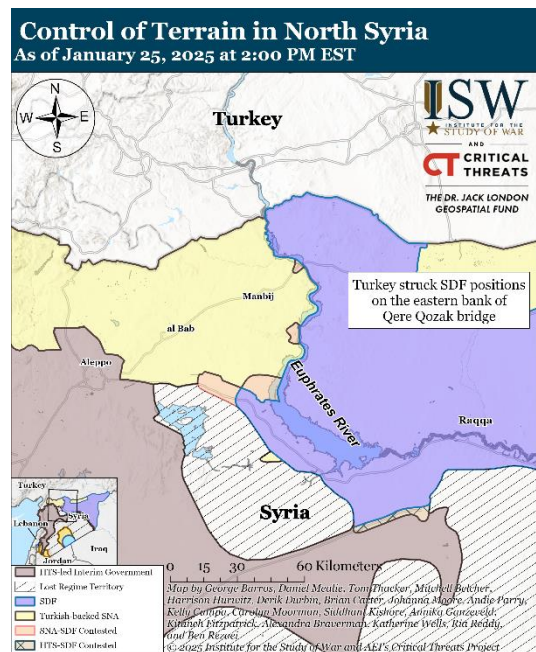 Control of Terrain in North Syria
As of January 25, 2025 at 2:00 PM EST
N
W E
S
Turkey
ISW
INSTITUTE FOR THE
STUDY OF WAR
AND
CT CRITICAL
THREATS
THE DR. JACK LONDON
GEOSPATIAL FUND
Turkey struck SDF positions
on the eastern bank of
Qere Qozak bridge
Manbij
al Bab
Aleppo
Euphrates River
Raqqa
Syria
Turkey
Lebanon
Syria
Iraq
Jordan
0 15 30 60 Kilometers
HTS-led Interim Government
Lost Regime Territory
SDF
Turkish-backed SNA
SNA-SDF Contested
HTS-SDF Contested
Map by George Barros, Daniel Mealie, Tom Thacker, Mitchell Belcher,
Harrison Hurwitz, Derik Durbin, Brian Carter, Johanna Moore, Andie Parry,
Kelly Campa, Carolyn Moorman, Siddhant Kishore, Annika Ganzeveld,
Kitaneh Fitzpatrick, Alexandra Braverman, Katherine Wells, Ria Reddy,
and Ben Rezaei
© 2025 Institute for the Study of War and AEI's Critical Threats Project